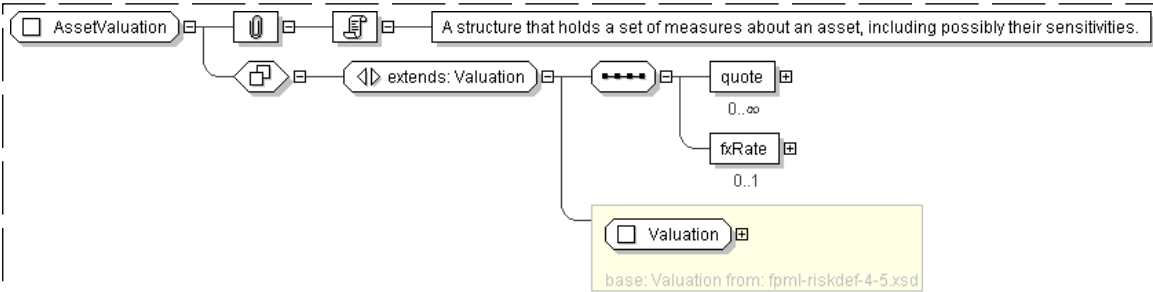 AssetValuation
A structure that holds a set of measures about an asset, including possibly their sensitivities.
extends: Valuation
quote
0..∞
fxRate
0..1
Valuation
base: Valuation from: fpml-riskdef-4-5.xsd